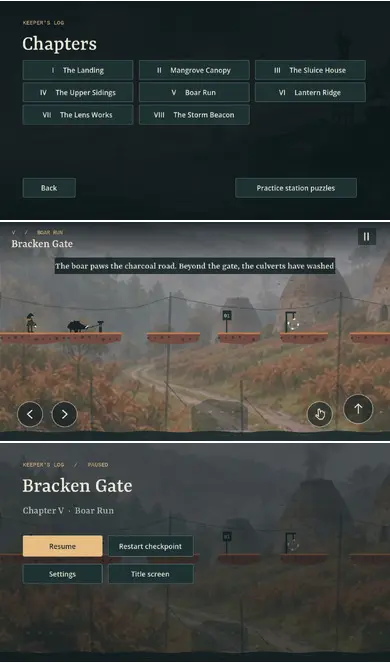 KEEPER'S LOG
Chapters
I The Landing
II Mangrove Canopy
III The Sluice House
IV The Upper Sidings
V Boar Run
VI Lantern Ridge
VII The Lens Works
VIII The Storm Beacon
Back
Practice station puzzles
V / BOAR RUN
Bracken Gate
The boar paws the charcoal road. Beyond the gate, the culverts have washed
KEEPER'S LOG / PAUSED
Bracken Gate
Chapter V · Boar Run
Resume
Restart checkpoint
Settings
Title screen